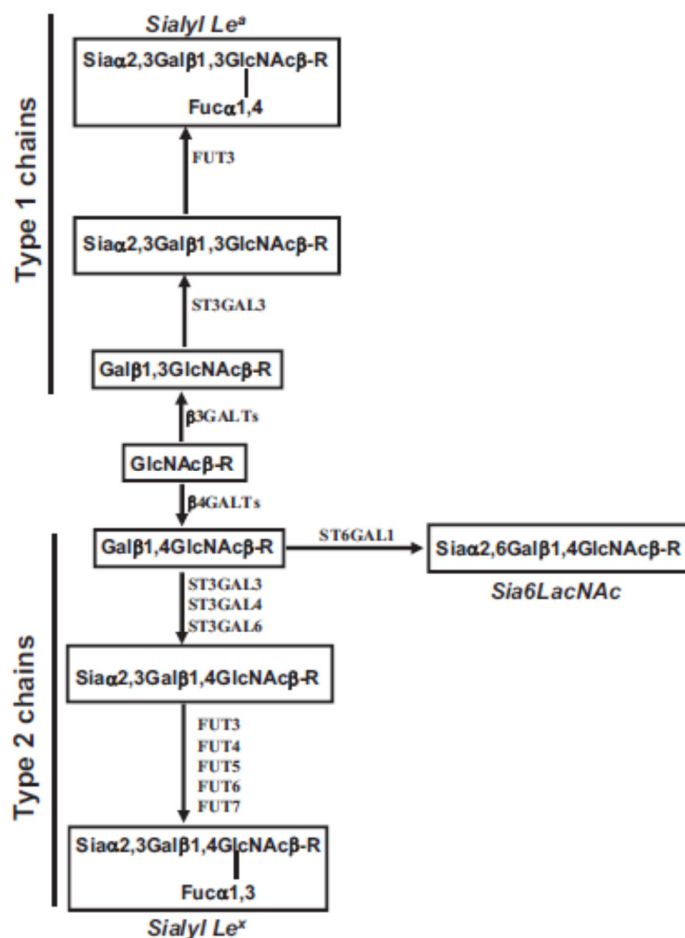 Sialyl Leᵃ
Siaα2,3Galβ1,3GlcNAcβ-R
Fucα1,4
FUT3
Type 1 chains
Siaα2,3Galβ1,3GlcNAcβ-R
ST3GAL3
Galβ1,3GlcNAcβ-R
β3GALTs
GlcNAcβ-R
β4GALTs
Galβ1,4GlcNAcβ-R
ST6GAL1
Siaα2,6Galβ1,4GlcNAcβ-R
Sia6LacNAc
ST3GAL3
ST3GAL4
ST3GAL6
Type 2 chains
Siaα2,3Galβ1,4GlcNAcβ-R
FUT3
FUT4
FUT5
FUT6
FUT7
Siaα2,3Galβ1,4GlcNAcβ-R
Fucα1,3
Sialyl Leˣ